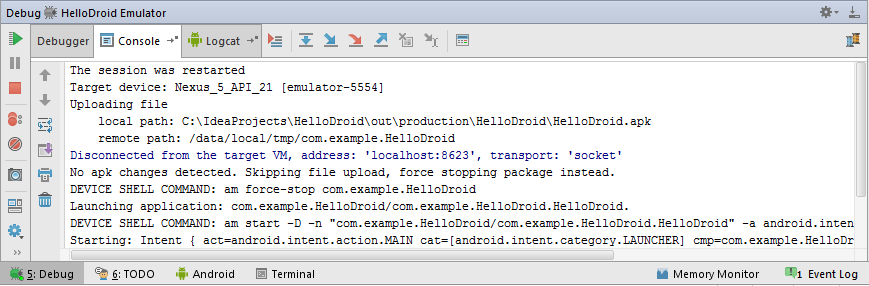 Debug HelloDroid Emulator
Debugger Console Logcat
The session was restarted
Target device: Nexus_5_API_21 [emulator-5554]
Uploading file
local path: C:\IdeaProjects\HelloDroid\out\production\HelloDroid\HelloDroid.apk
remote path: /data/local/tmp/com.example.HelloDroid
Disconnected from the target VM, address: 'localhost:8623', transport: 'socket'
No apk changes detected. Skipping file upload, force stopping package instead.
DEVICE SHELL COMMAND: am force-stop com.example.HelloDroid
Launching application: com.example.HelloDroid/com.example.HelloDroid.HelloDroid.
DEVICE SHELL COMMAND: am start -D -n "com.example.HelloDroid/com.example.HelloDroid.HelloDroid" -a android.inten
Starting: Intent { act=android.intent.action.MAIN cat=[android.intent.category.LAUNCHER] cmp=com.example.HelloDr
5: Debug 6: TODO Android Terminal Memory Monitor 1 Event Log